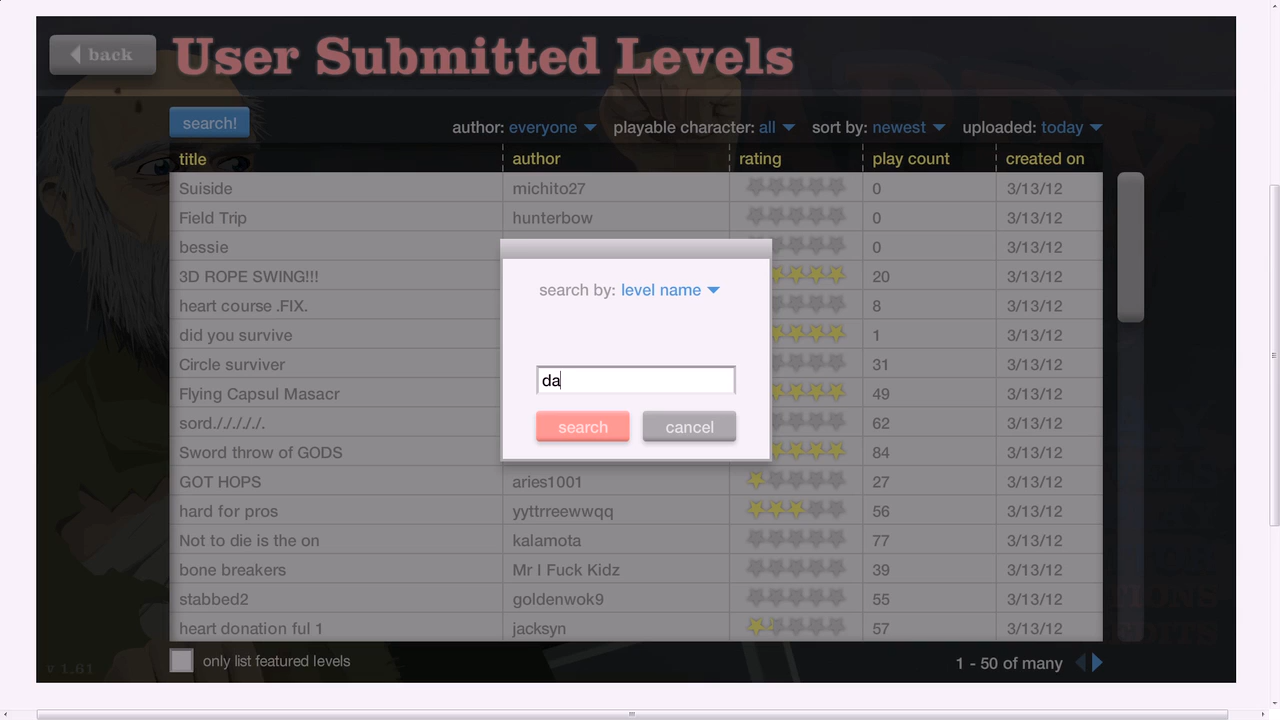 back
User Submitted Levels
search!
author: everyone playable character: all sort by: newest uploaded: today
title author rating play count created on
Suiside michito27 0 3/13/12
Field Trip hunterbow 0 3/13/12
bessie 0 3/13/12
3D ROPE SWING!!! 20 3/13/12
heart course .FIX. 8 3/13/12
did you survive 1 3/13/12
Circle surviver 31 3/13/12
Flying Capsul Masacr 49 3/13/12
sord./././././. 62 3/13/12
Sword throw of GODS 84 3/13/12
GOT HOPS aries1001 27 3/13/12
hard for pros yyttrreewwqq 56 3/13/12
Not to die is the on kalamota 77 3/13/12
bone breakers Mr I Fuck Kidz 39 3/13/12
stabbed2 goldenwok9 55 3/13/12
heart donation ful 1 jacksyn 57 3/13/12
search by: level name
da
search cancel
only list featured levels
1 - 50 of many
v 1.61